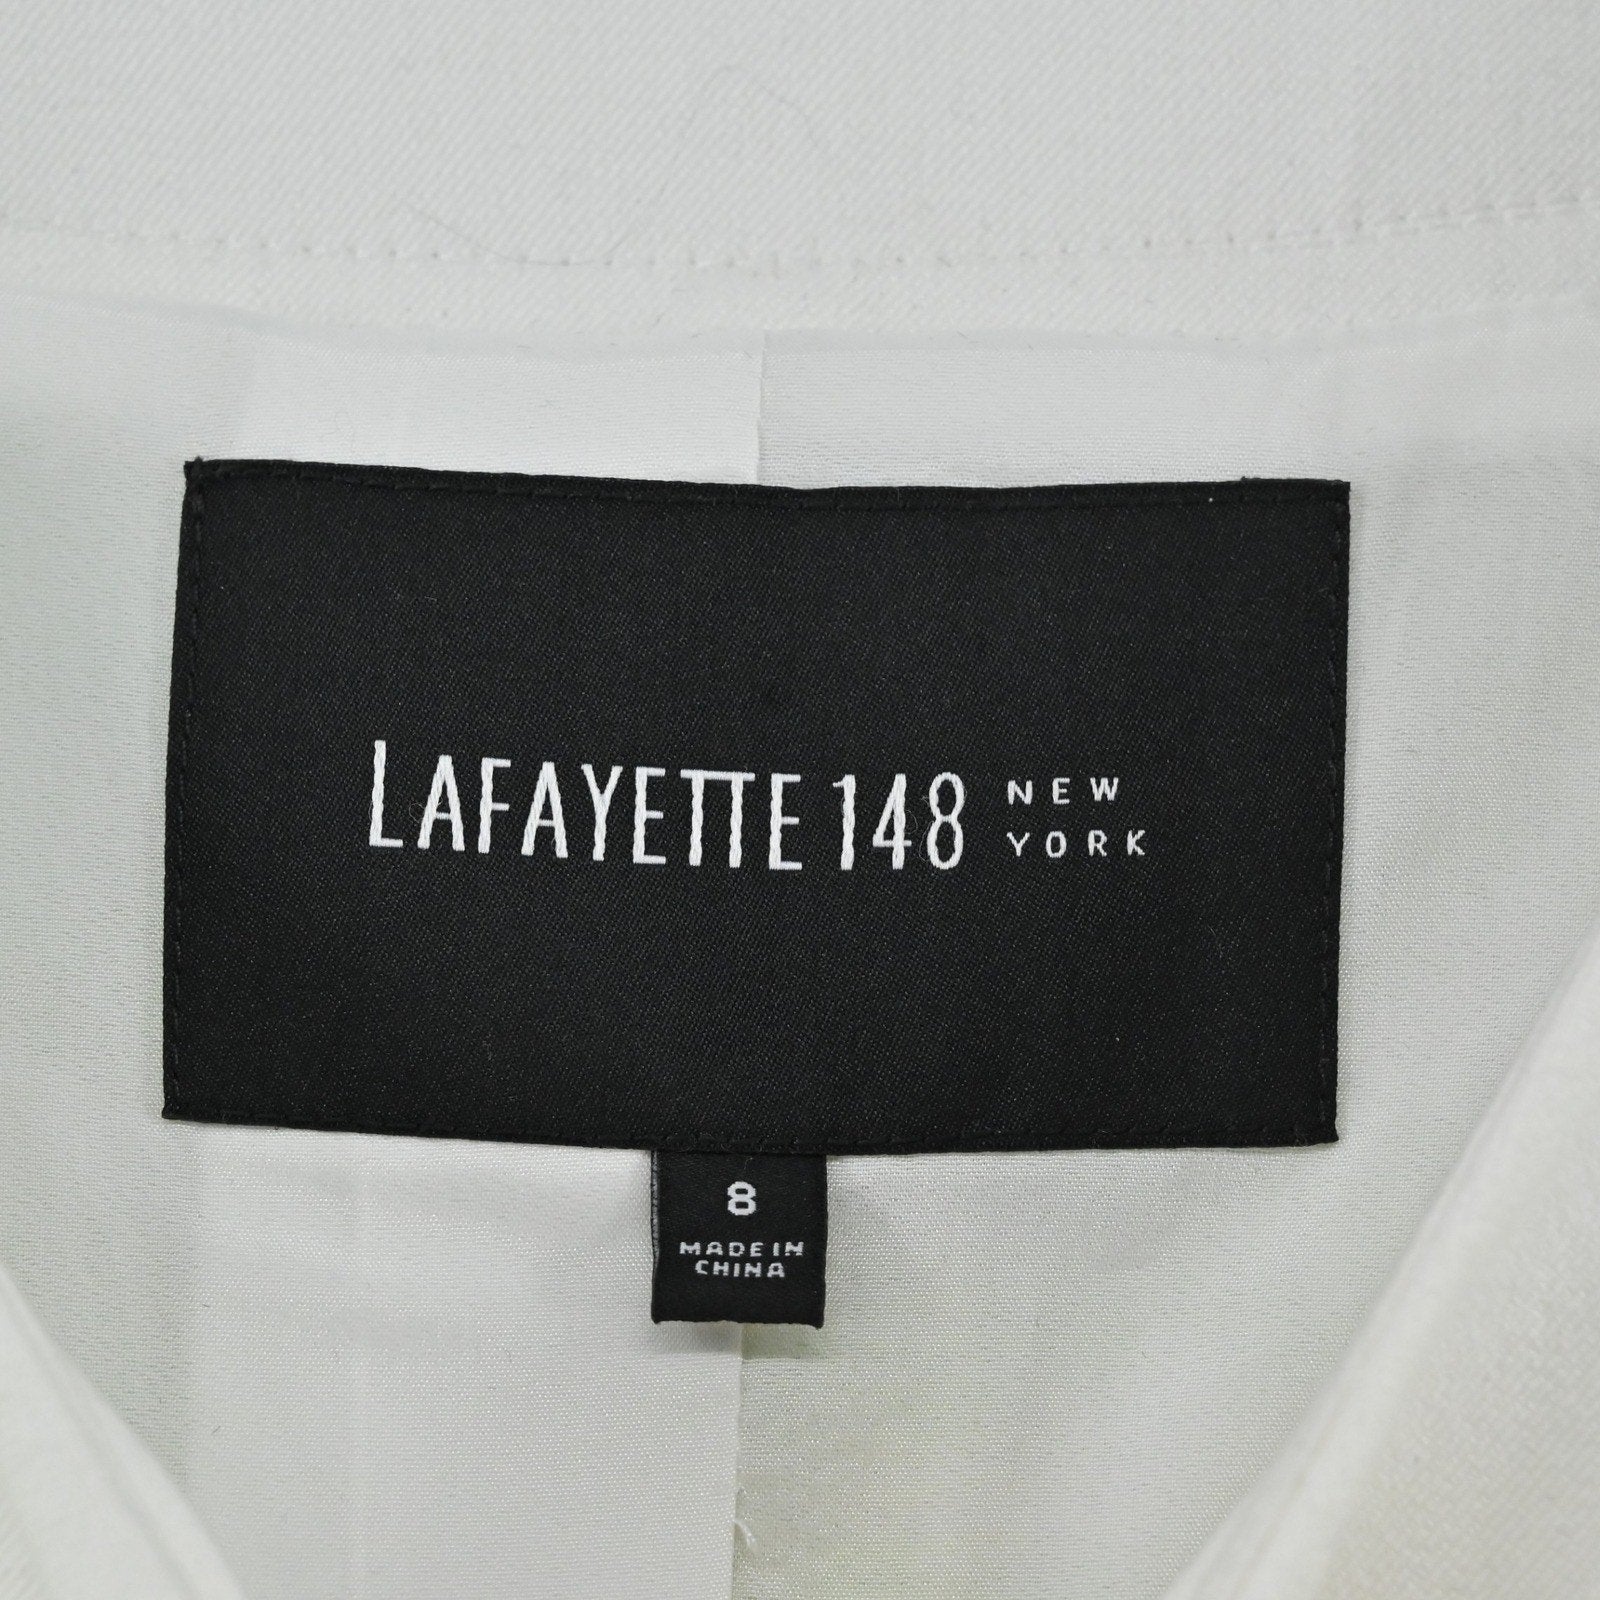 LAFAYETTE 148 NEW YORK
8
MADE IN
CHINA